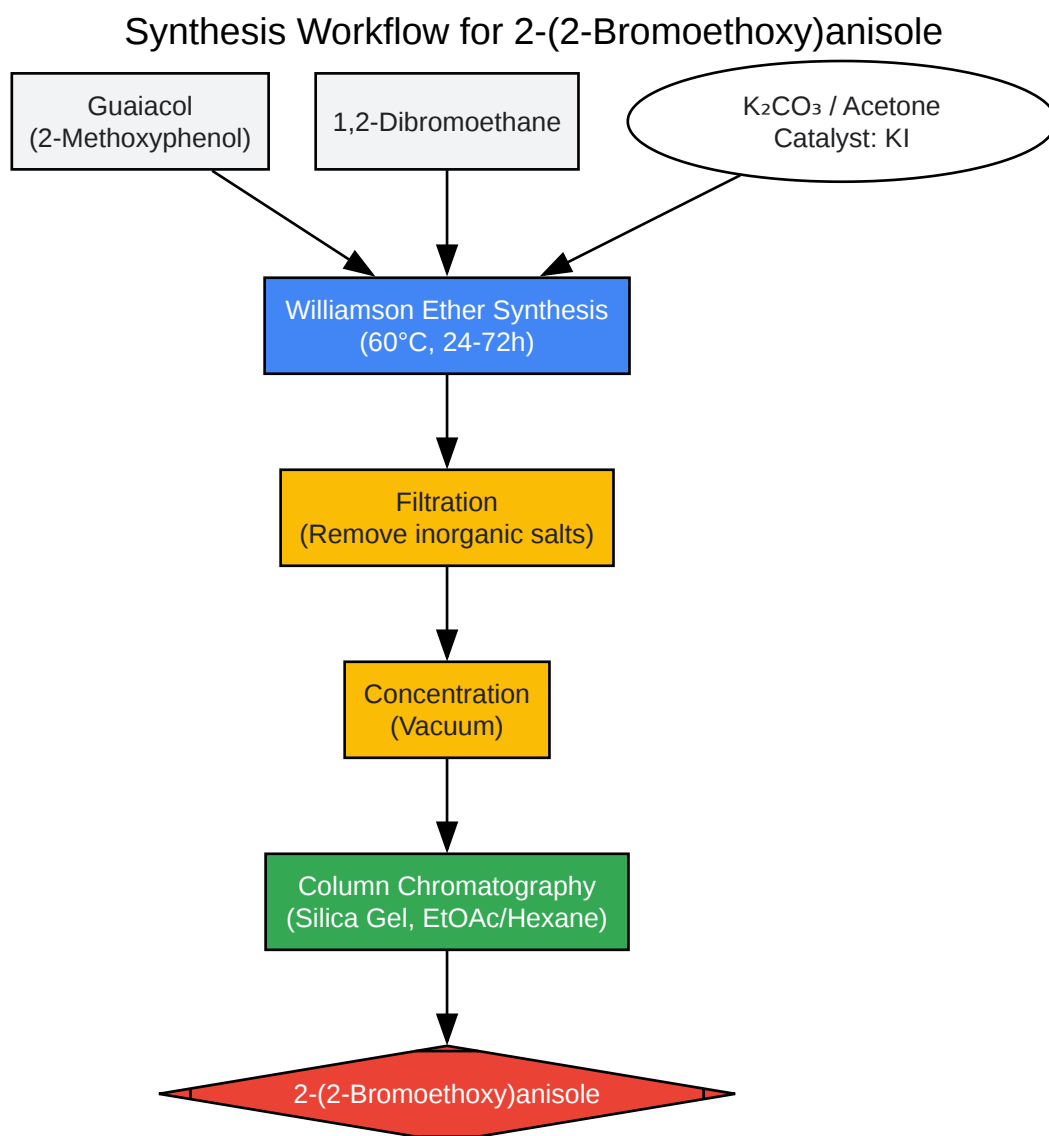 Synthesis Workflow for 2-(2-Bromoethoxy)anisole
Guaiacol
(2-Methoxyphenol)
1,2-Dibromoethane
K₂CO₃ / Acetone
Catalyst: KI
Williamson Ether Synthesis
(60°C, 24-72h)
Filtration
(Remove inorganic salts)
Concentration
(Vacuum)
Column Chromatography
(Silica Gel, EtOAc/Hexane)
2-(2-Bromoethoxy)anisole